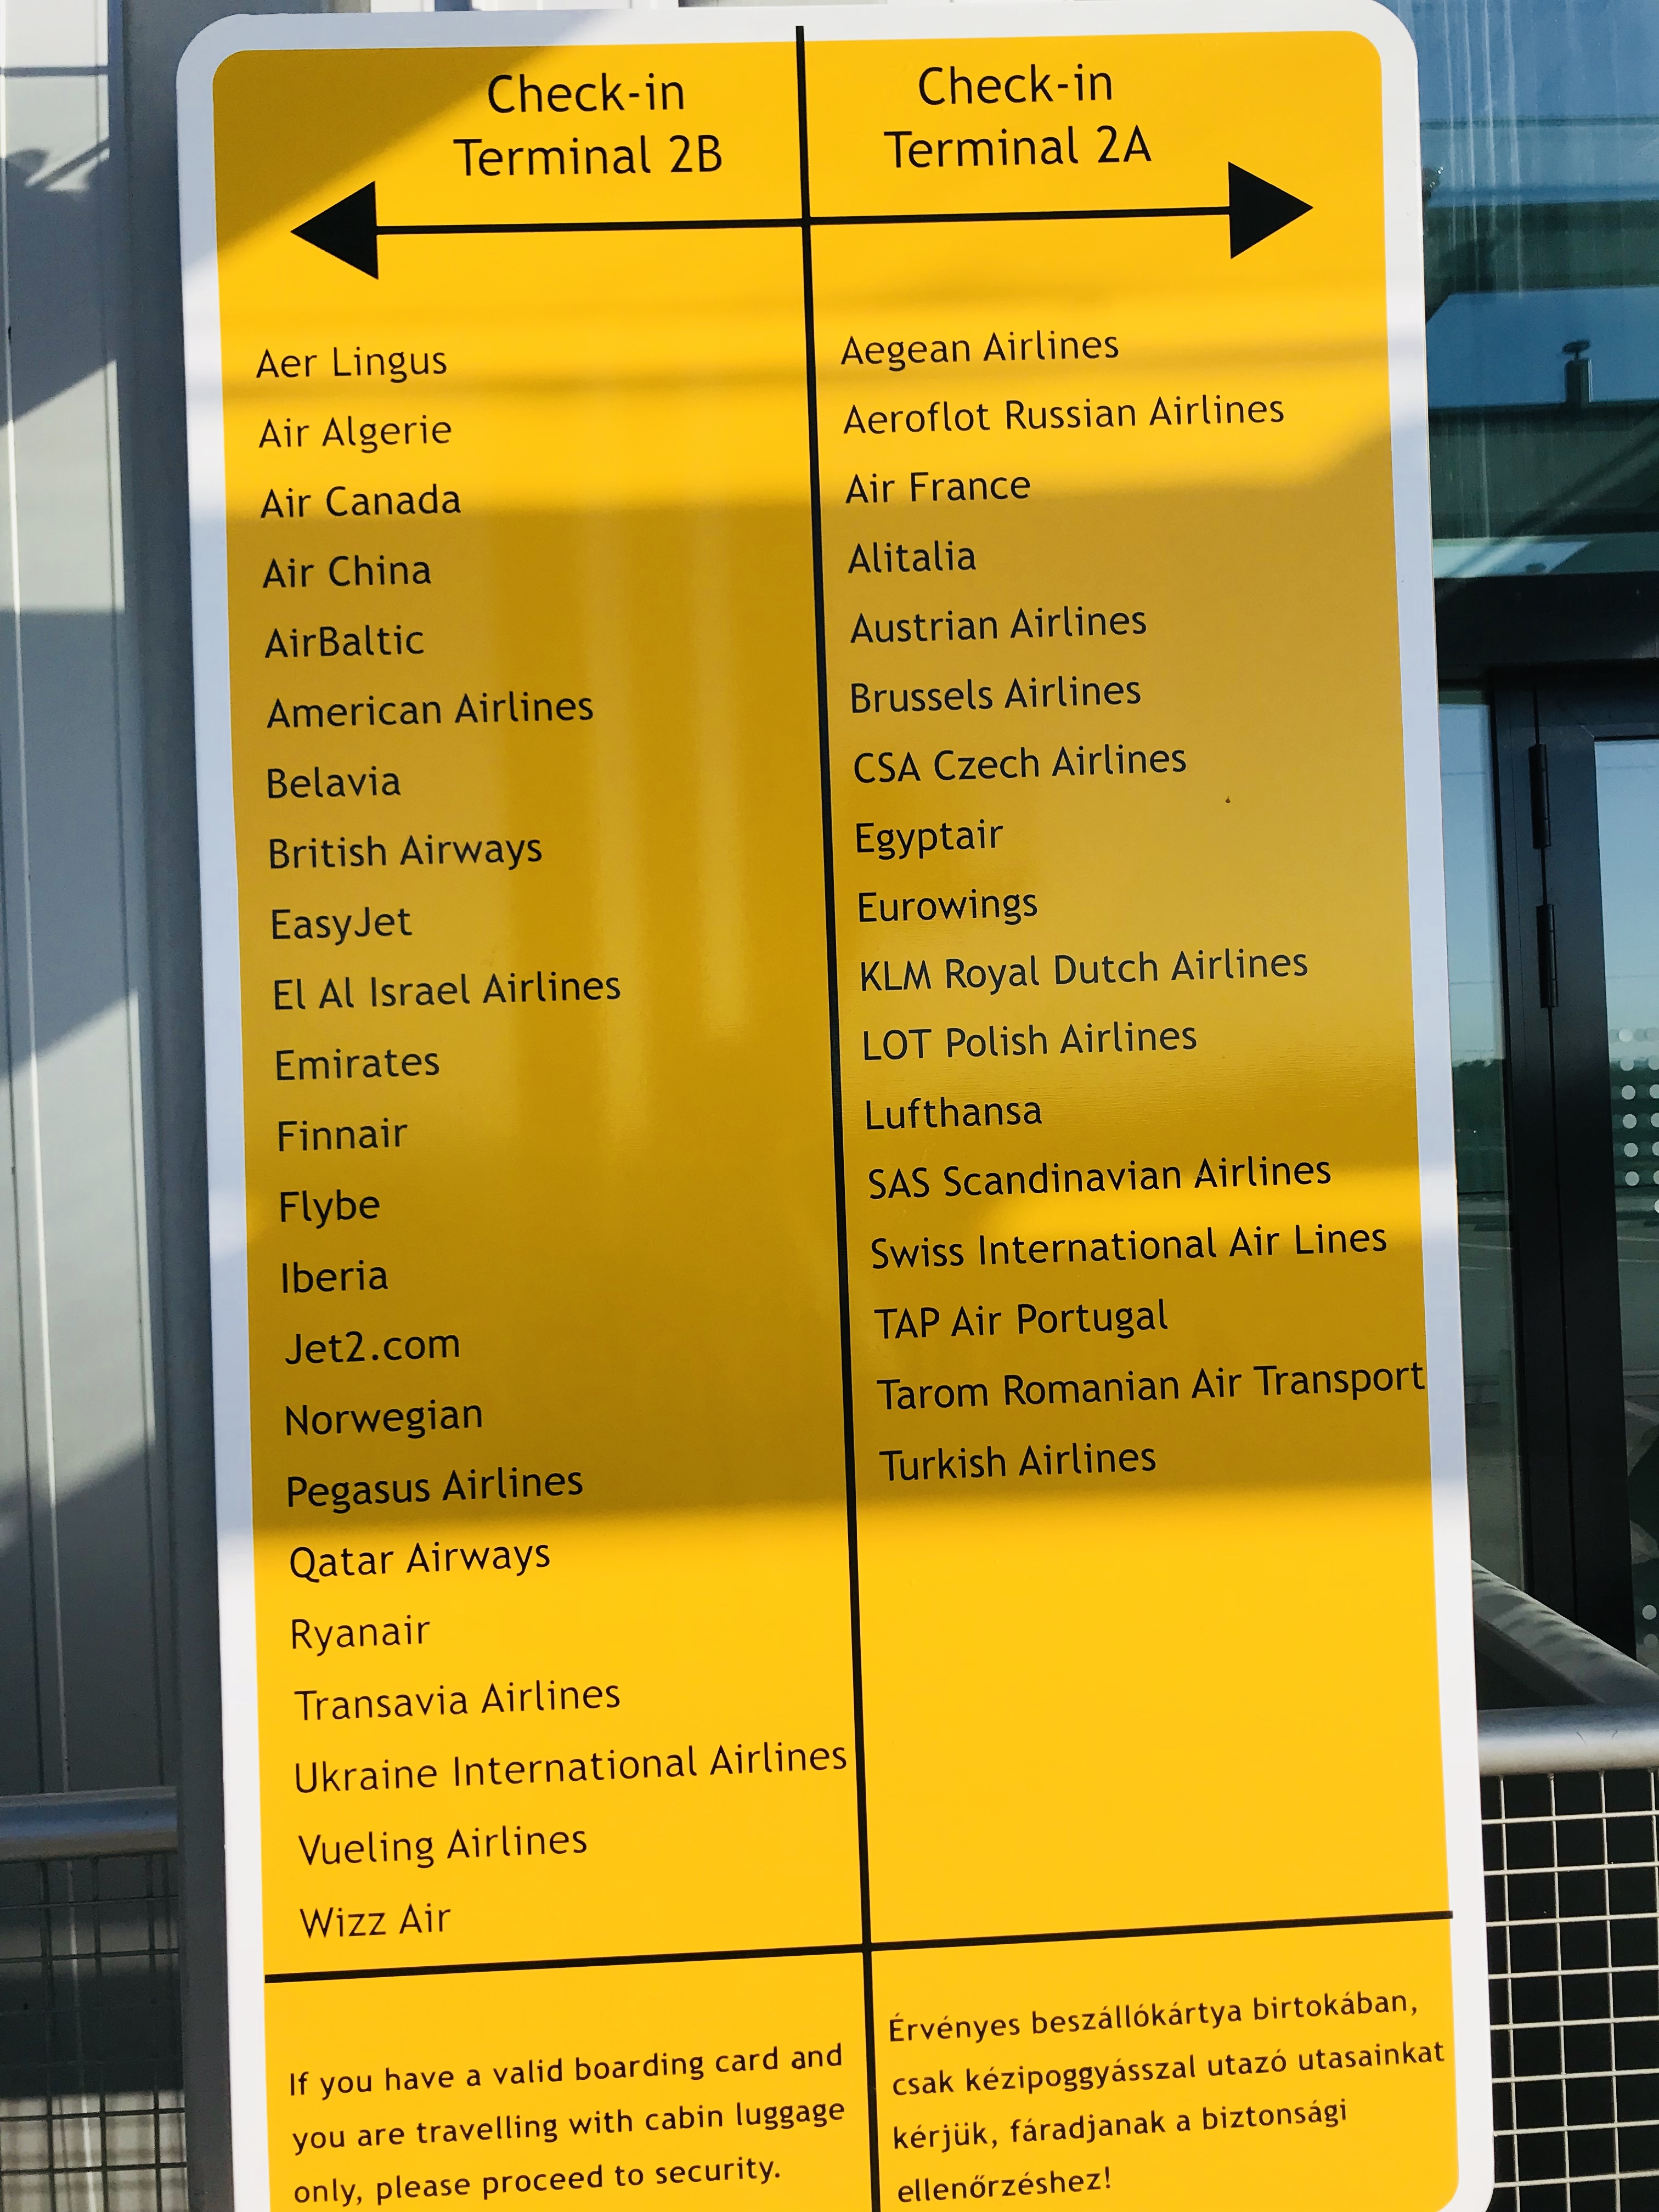 Check-in
Terminal 2B
Check-in
Terminal 2A
Aer Lingus
Air Algerie
Air Canada
Air China
AirBaltic
American Airlines
Belavia
British Airways
EasyJet
El Al Israel Airlines
Emirates
Finnair
Flybe
Iberia
Jet2.com
Norwegian
Pegasus Airlines
Qatar Airways
Ryanair
Transavia Airlines
Ukraine International Airlines
Vueling Airlines
Wizz Air
Aegean Airlines
Aeroflot Russian Airlines
Air France
Alitalia
Austrian Airlines
Brussels Airlines
CSA Czech Airlines
Egyptair
Eurowings
KLM Royal Dutch Airlines
LOT Polish Airlines
Lufthansa
SAS Scandinavian Airlines
Swiss International Air Lines
TAP Air Portugal
Tarom Romanian Air Transport
Turkish Airlines
If you have a valid boarding card and
you are travelling with cabin luggage
only, please proceed to security.
Érvényes beszállókártya birtokában,
csak kézipoggyásszal utazó utasainkat
kérjük, fáradjanak a biztonsági
ellenőrzéshez!